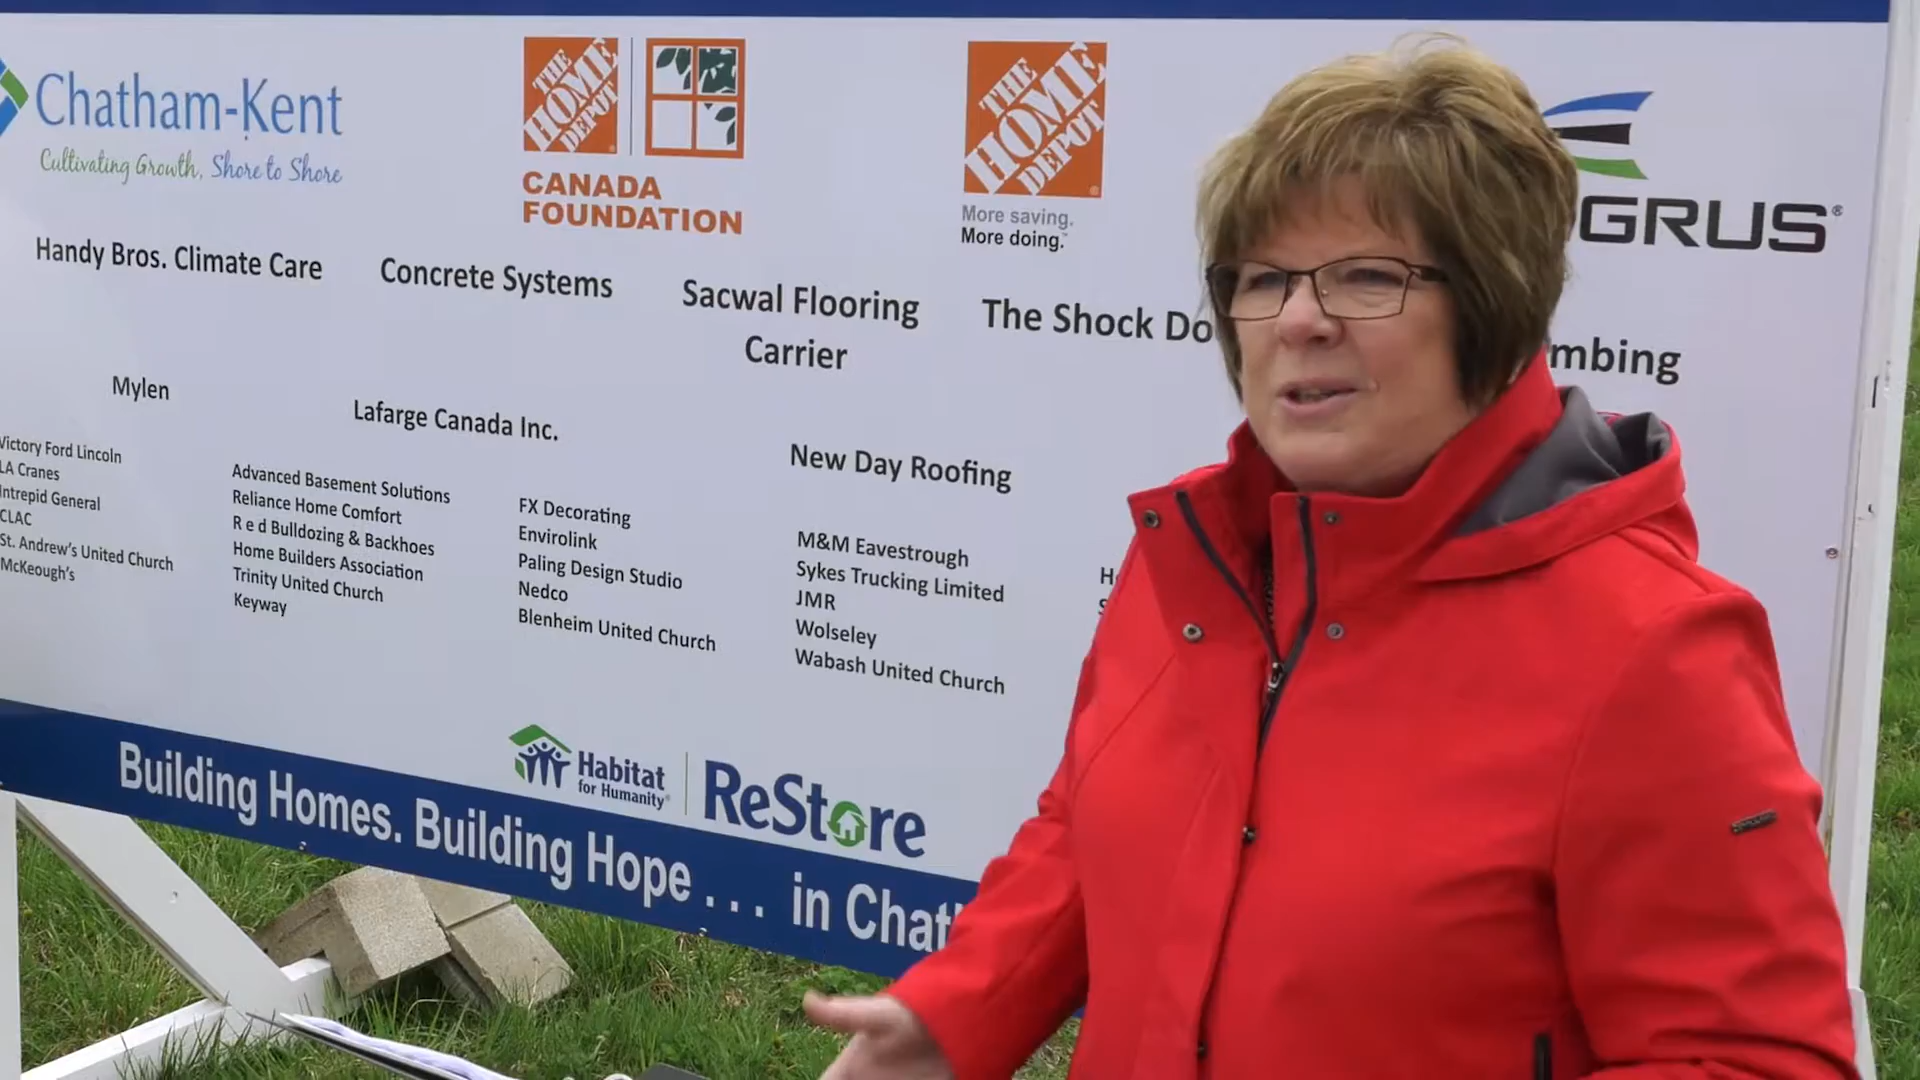 Chatham-Kent
Cultivating Growth, Shore to Shore
THE HOME DEPOT
CANADA
FOUNDATION
THE HOME DEPOT
More saving.
More doing.™
GRUS®
Handy Bros. Climate Care
Concrete Systems
Sacwal Flooring
Carrier
The Shock Do
mbing
Mylen
Lafarge Canada Inc.
New Day Roofing
Victory Ford Lincoln
LA Cranes
Intrepid General
CLAC
St. Andrew's United Church
McKeough's
Advanced Basement Solutions
Reliance Home Comfort
R e d Bulldozing & Backhoes
Home Builders Association
Trinity United Church
Keyway
FX Decorating
Envirolink
Paling Design Studio
Nedco
Blenheim United Church
M&M Eavestrough
Sykes Trucking Limited
JMR
Wolseley
Wabash United Church
Habitat
for Humanity®
ReStore
Building Homes. Building Hope . . . in Chat